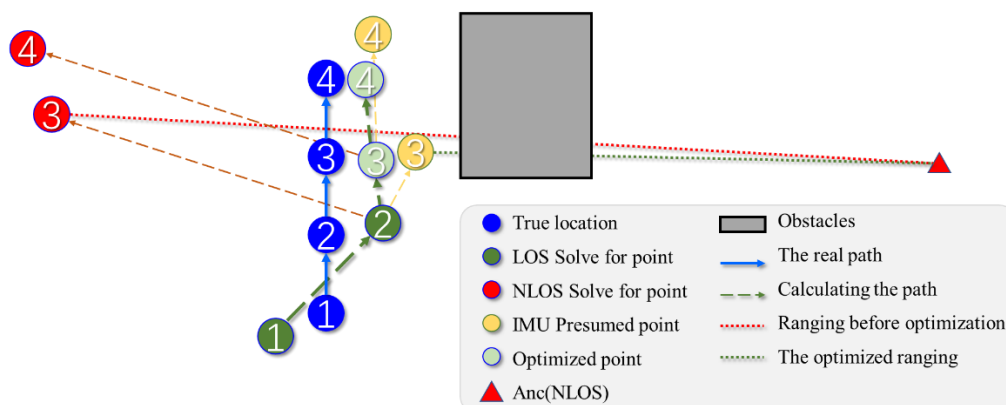 4
4
4
4
3
3
3
3
2
2
1
1
True location
Obstacles
LOS Solve for point
The real path
NLOS Solve for point
Calculating the path
IMU Presumed point
Ranging before optimization
Optimized point
The optimized ranging
Anc(NLOS)